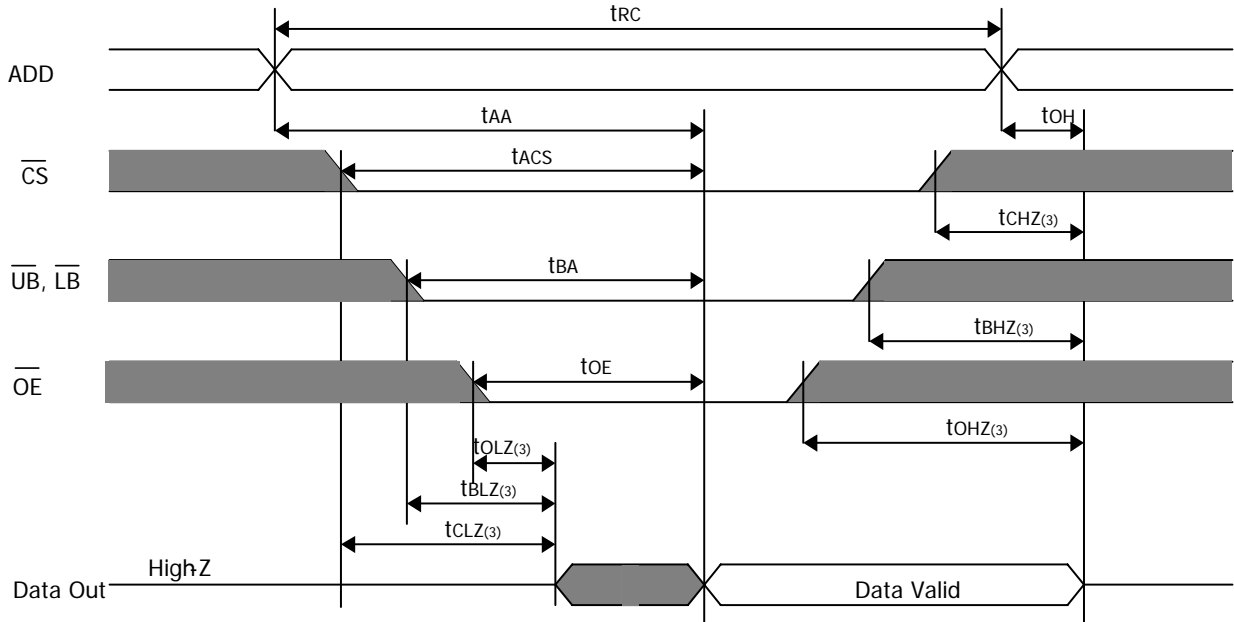 tRC
ADD
tAA
tOH
CS
tACS
tCHZ(3)
UB, LB
tBA
tBHZ(3)
OE
tOE
tOHZ(3)
tOLZ(3)
tBLZ(3)
tCLZ(3)
High-Z
Data Out
Data Valid